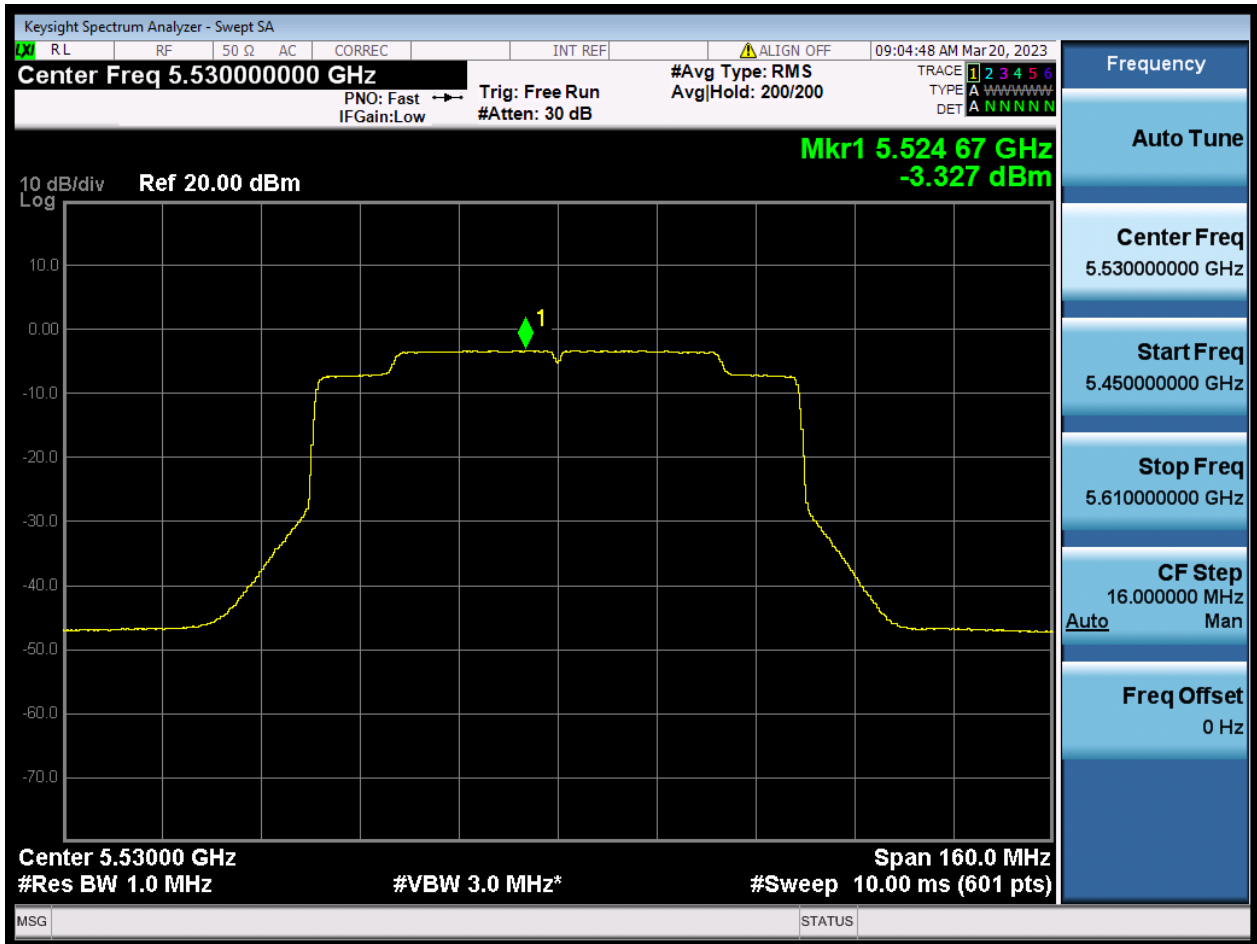 Keysight Spectrum Analyzer - Swept SA
LXI RL RF 50 Ω AC CORREC INT REF ALIGN OFF 09:04:48 AM Mar 20, 2023
Center Freq 5.530000000 GHz
PNO: Fast
IFGain:Low
Trig: Free Run
#Atten: 30 dB
#Avg Type: RMS
Avg|Hold: 200/200
TRACE 1 2 3 4 5 6
TYPE A WWWWW
DET A N N N N N
Mkr1 5.524 67 GHz
-3.327 dBm
10 dB/div Ref 20.00 dBm
Log
10.0
0.00
-10.0
-20.0
-30.0
-40.0
-50.0
-60.0
-70.0
1
Center 5.53000 GHz Span 160.0 MHz
#Res BW 1.0 MHz #VBW 3.0 MHz* #Sweep 10.00 ms (601 pts)
MSG STATUS
Frequency
Auto Tune
Center Freq
5.530000000 GHz
Start Freq
5.450000000 GHz
Stop Freq
5.610000000 GHz
CF Step
16.000000 MHz
Auto Man
Freq Offset
0 Hz